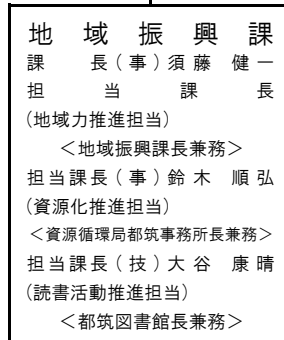 地域振興課
課長(事)須藤健一
担当課長
(地域力推進担当)
<地域振興課長兼務>
担当課長(事)鈴木順弘
(資源化推進担当)
<資源循環局都筑事務所長兼務>
担当課長(技)大谷康晴
(読書活動推進担当)
<都筑図書館長兼務>